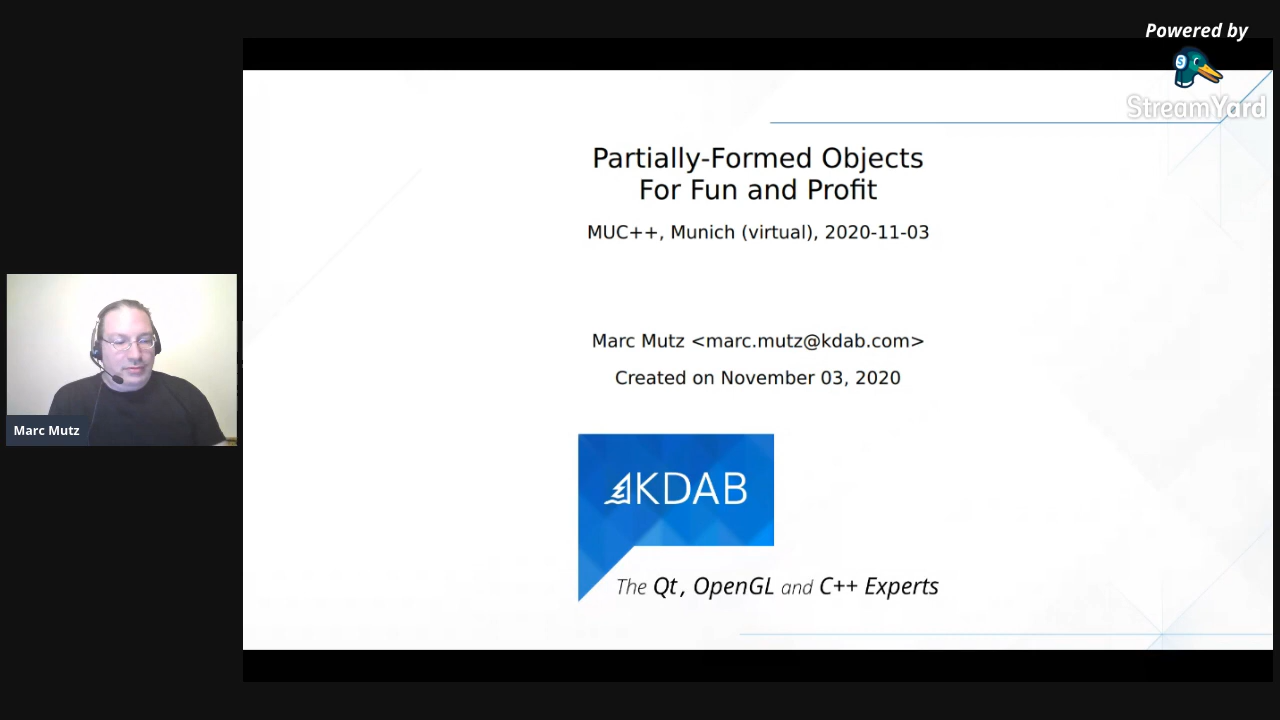 Powered by
StreamYard
Partially-Formed Objects
For Fun and Profit
MUC++, Munich (virtual), 2020-11-03
Marc Mutz <marc.mutz@kdab.com>
Created on November 03, 2020
Marc Mutz
KDAB
The Qt, OpenGL and C++ Experts